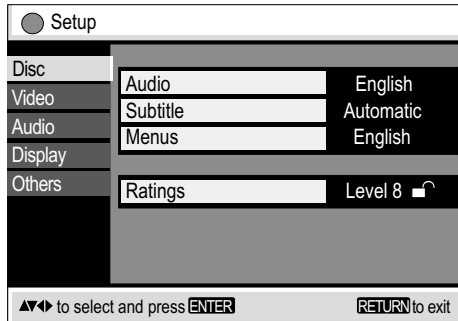 Setup
Disc
Video
Audio
Display
Others
Audio English
Subtitle Automatic
Menus English
Ratings Level 8
to select and press ENTER RETURN to exit